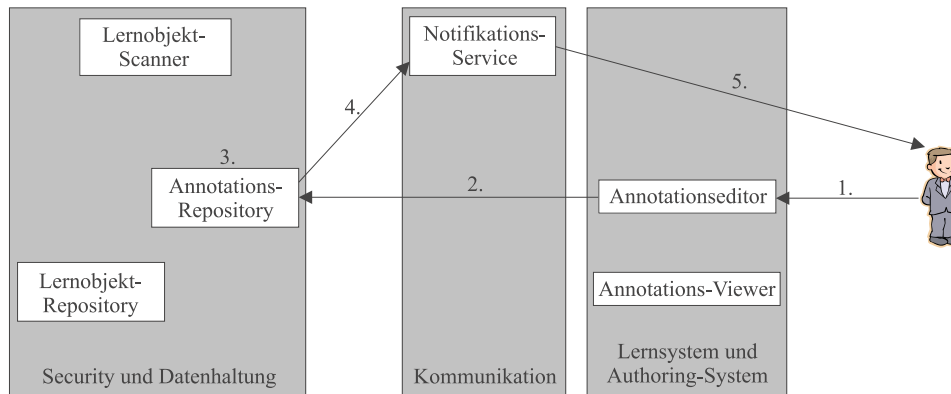 Lernobjekt-
Scanner
Notifikations-
Service
5.
4.
3.
Annotations-
Repository
2.
Annotationseditor
1.
Lernobjekt-
Repository
Annotations-Viewer
Security und Datenhaltung
Kommunikation
Lernsystem und
Authoring-System